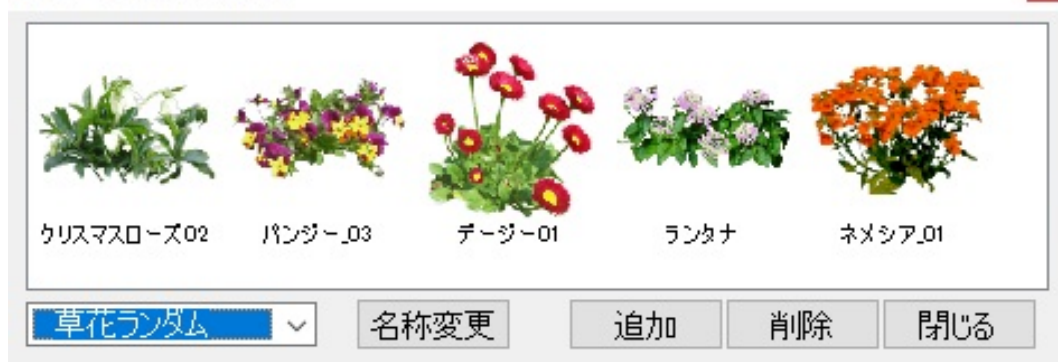 クリスマスローズ02 パンジー_03 デージー01 ランタナ ネメシア_01
草花ランダム 名称変更 追加 削除 閉じる